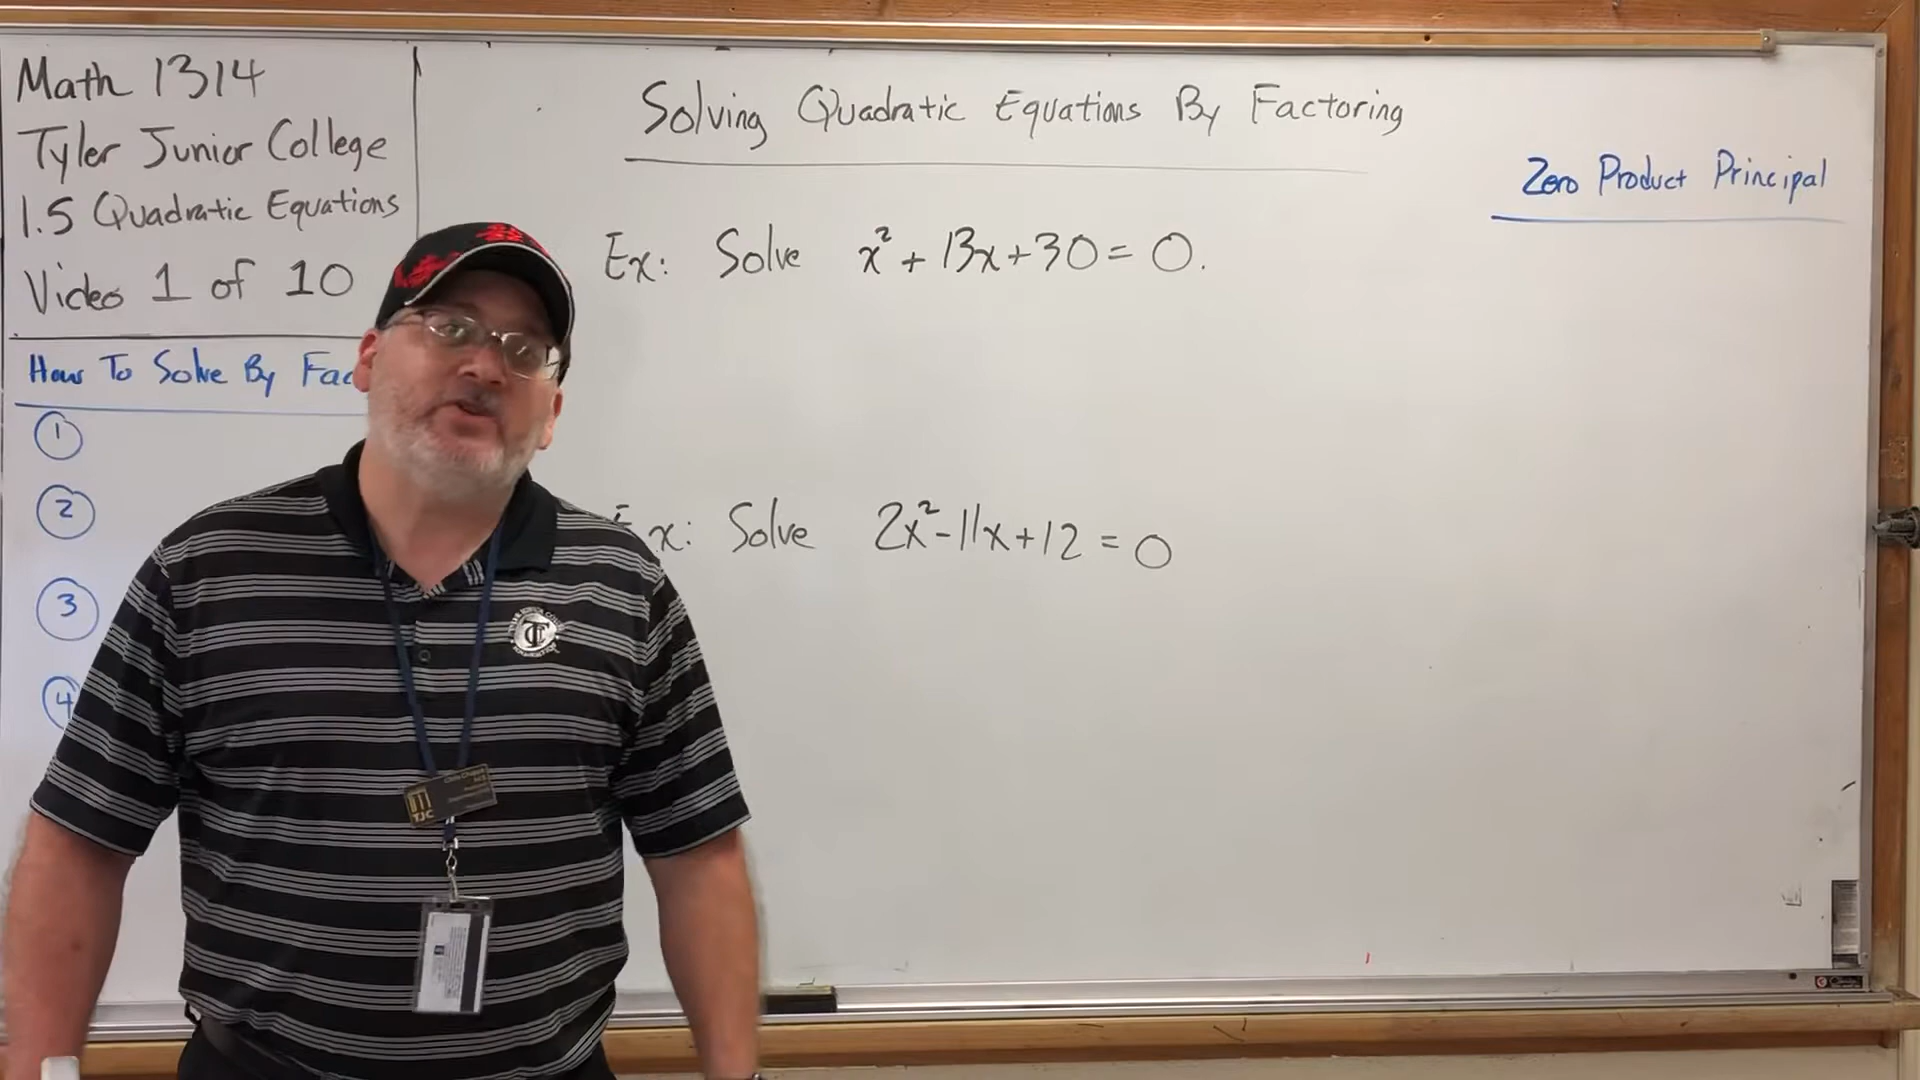 Math 1314
Tyler Junior College
1.5 Quadratic Equations
Video 1 of 10
How To Solve By Fac
1
2
3
4
Solving Quadratic Equations By Factoring
Ex: Solve x² + 13x + 30 = 0.
Ex: Solve 2x² - 11x + 12 = 0
Zero Product Principal
TJC